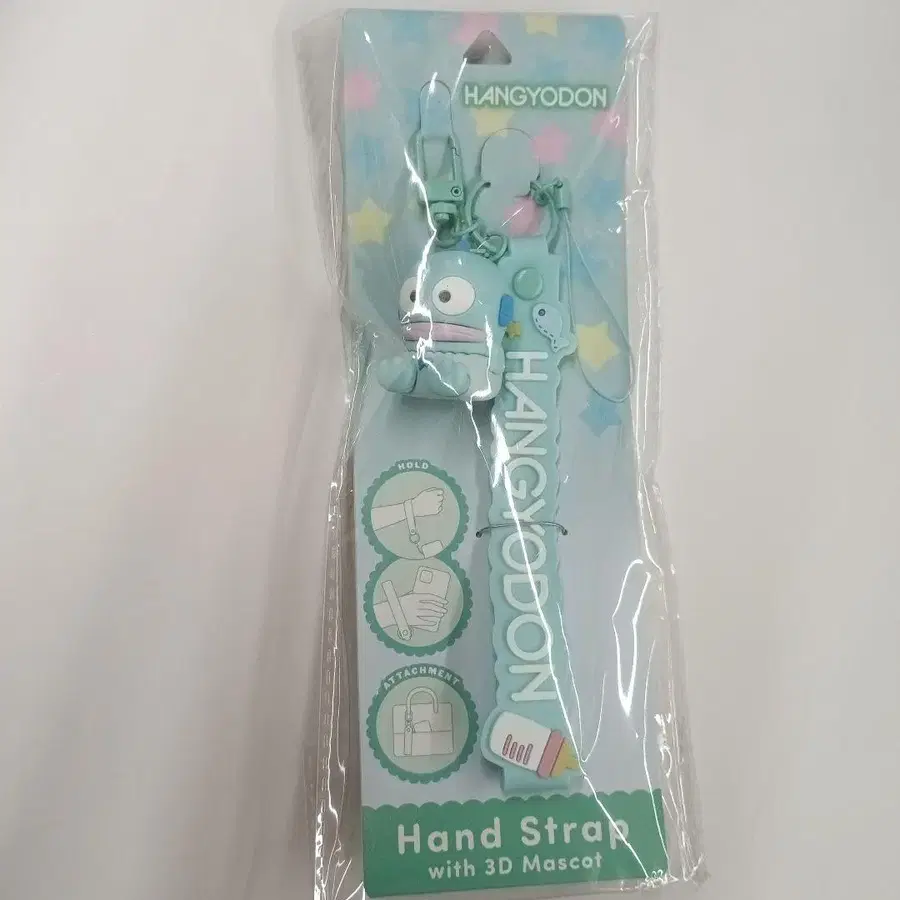 HANGYODON
HANGYODON
HOLD
ATTACHMENT
Hand Strap
with 3D Mascot